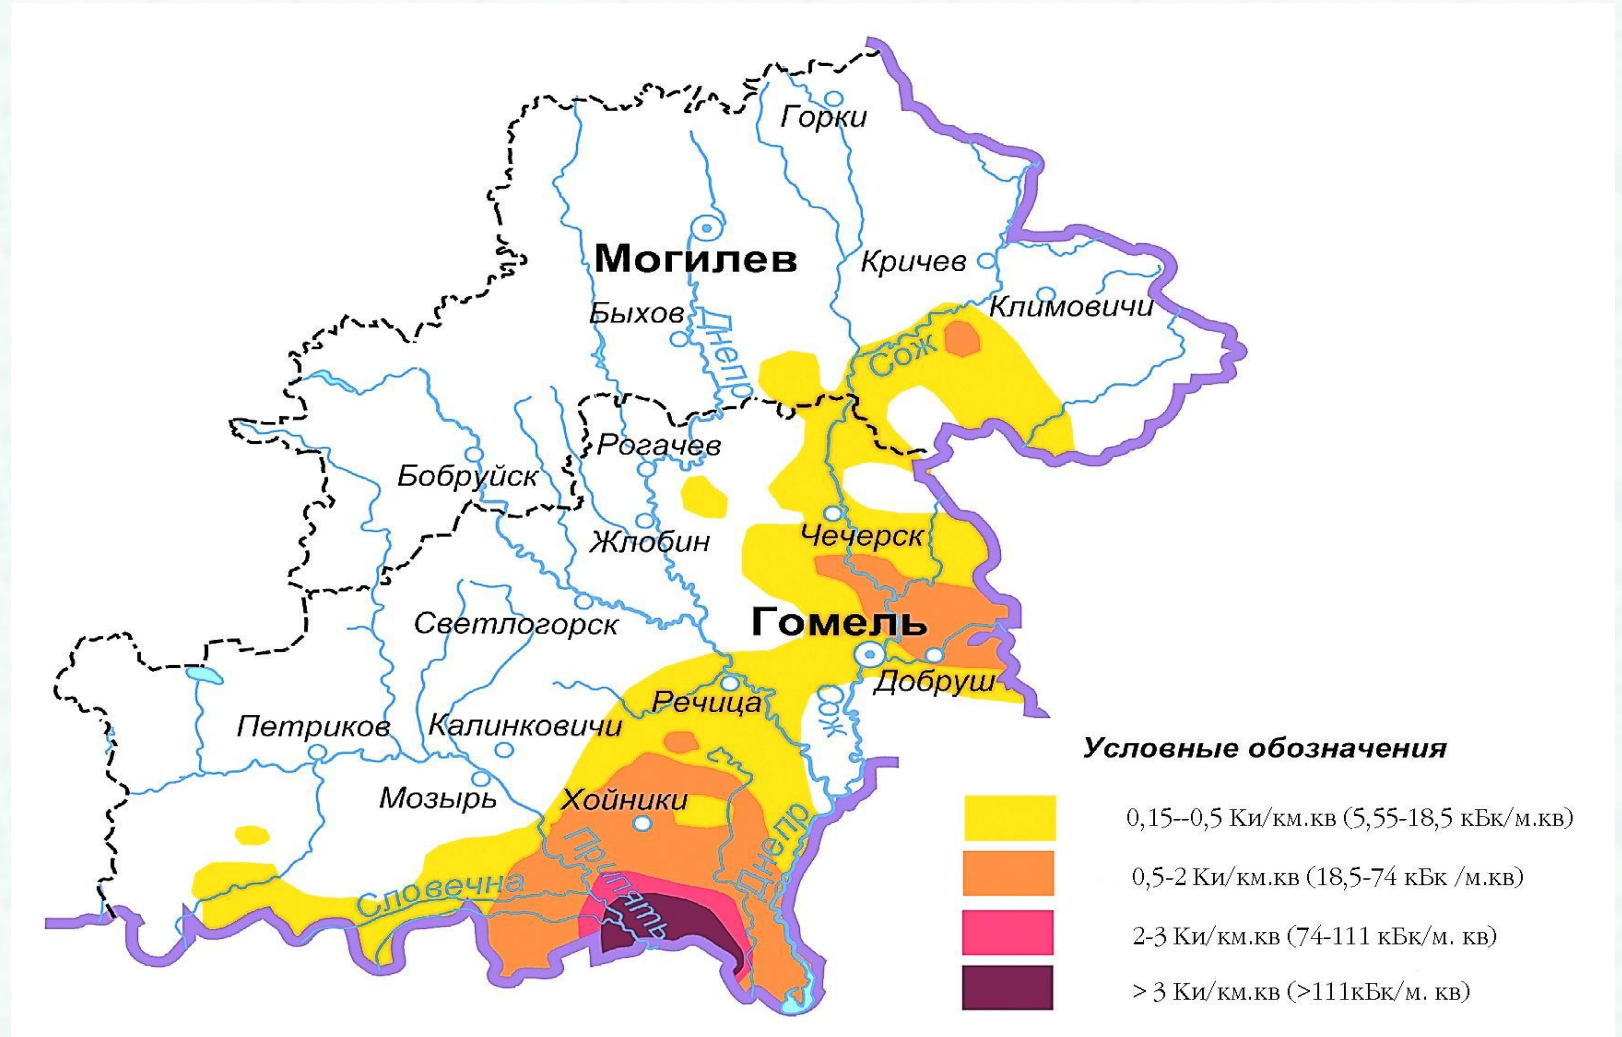 Горки
Могилев
Кричев
Климовичи
Быхов
Днепр
Сож
Рогачев
Бобруйск
Жлобин
Чечерск
Светлогорск
Гомель
Добруш
Речица
Сож
Петриков
Калинковичи
Мозырь
Хойники
Припять
Днепр
Словечна
Условные обозначения
0,15--0,5 Ки/км.кв (5,55-18,5 кБк/м.кв)
0,5-2 Ки/км.кв (18,5-74 кБк /м.кв)
2-3 Ки/км.кв (74-111 кБк/м. кв)
> 3 Ки/км.кв (>111кБк/м. кв)